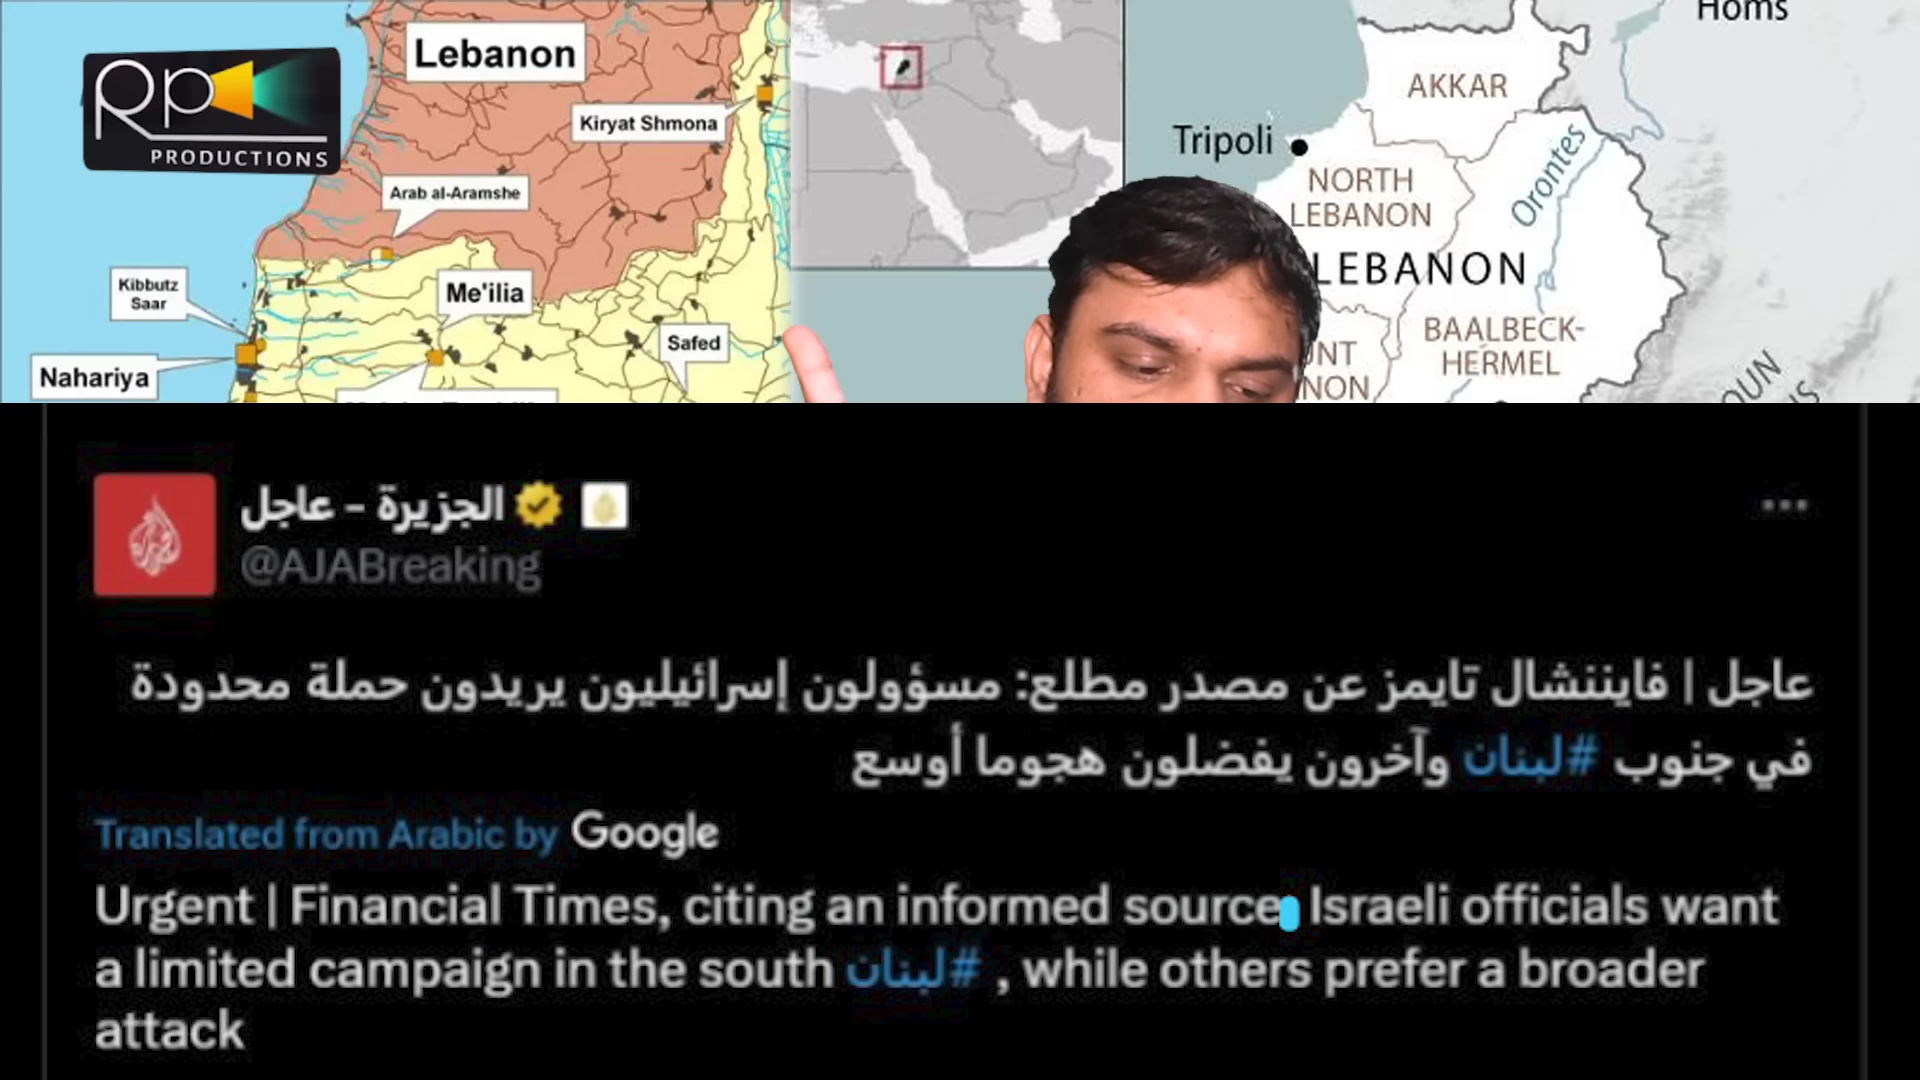 Lebanon
Kiryat Shmona
Arab al-Aramshe
Kibbutz
Saar
Me'ilia
Safed
Nahariya
Rp
PRODUCTIONS
Homs
AKKAR
Tripoli
Orontes
NORTH
LEBANON
LEBANON
BAALBECK-
HERMEL
الجزيرة - عاجل
@AJABreaking
عاجل | فايننشال تايمز عن مصدر مطلع: مسؤولون إسرائيليون يريدون حملة محدودة
في جنوب #لبنان وآخرون يفضلون هجوما أوسع
Translated from Arabic by Google
Urgent | Financial Times, citing an informed source Israeli officials want
a limited campaign in the south #لبنان , while others prefer a broader
attack